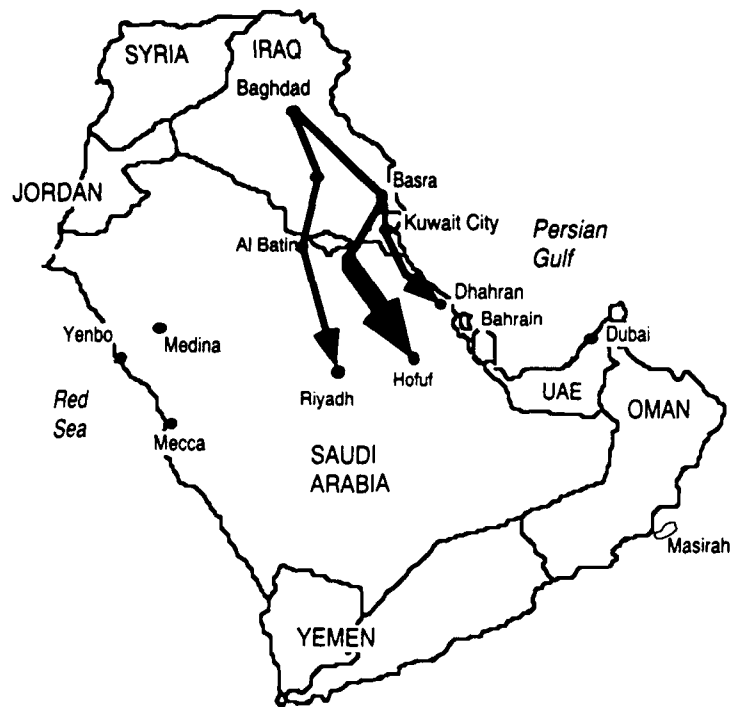 SYRIA
IRAQ
Baghdad
JORDAN
Basra
Kuwait City
Al Batin
Persian
Gulf
Dhahran
Bahrain
Yenbo
Medina
Dubai
Riyadh
Hofuf
UAE
OMAN
Red
Sea
Mecca
SAUDI
ARABIA
Masirah
YEMEN